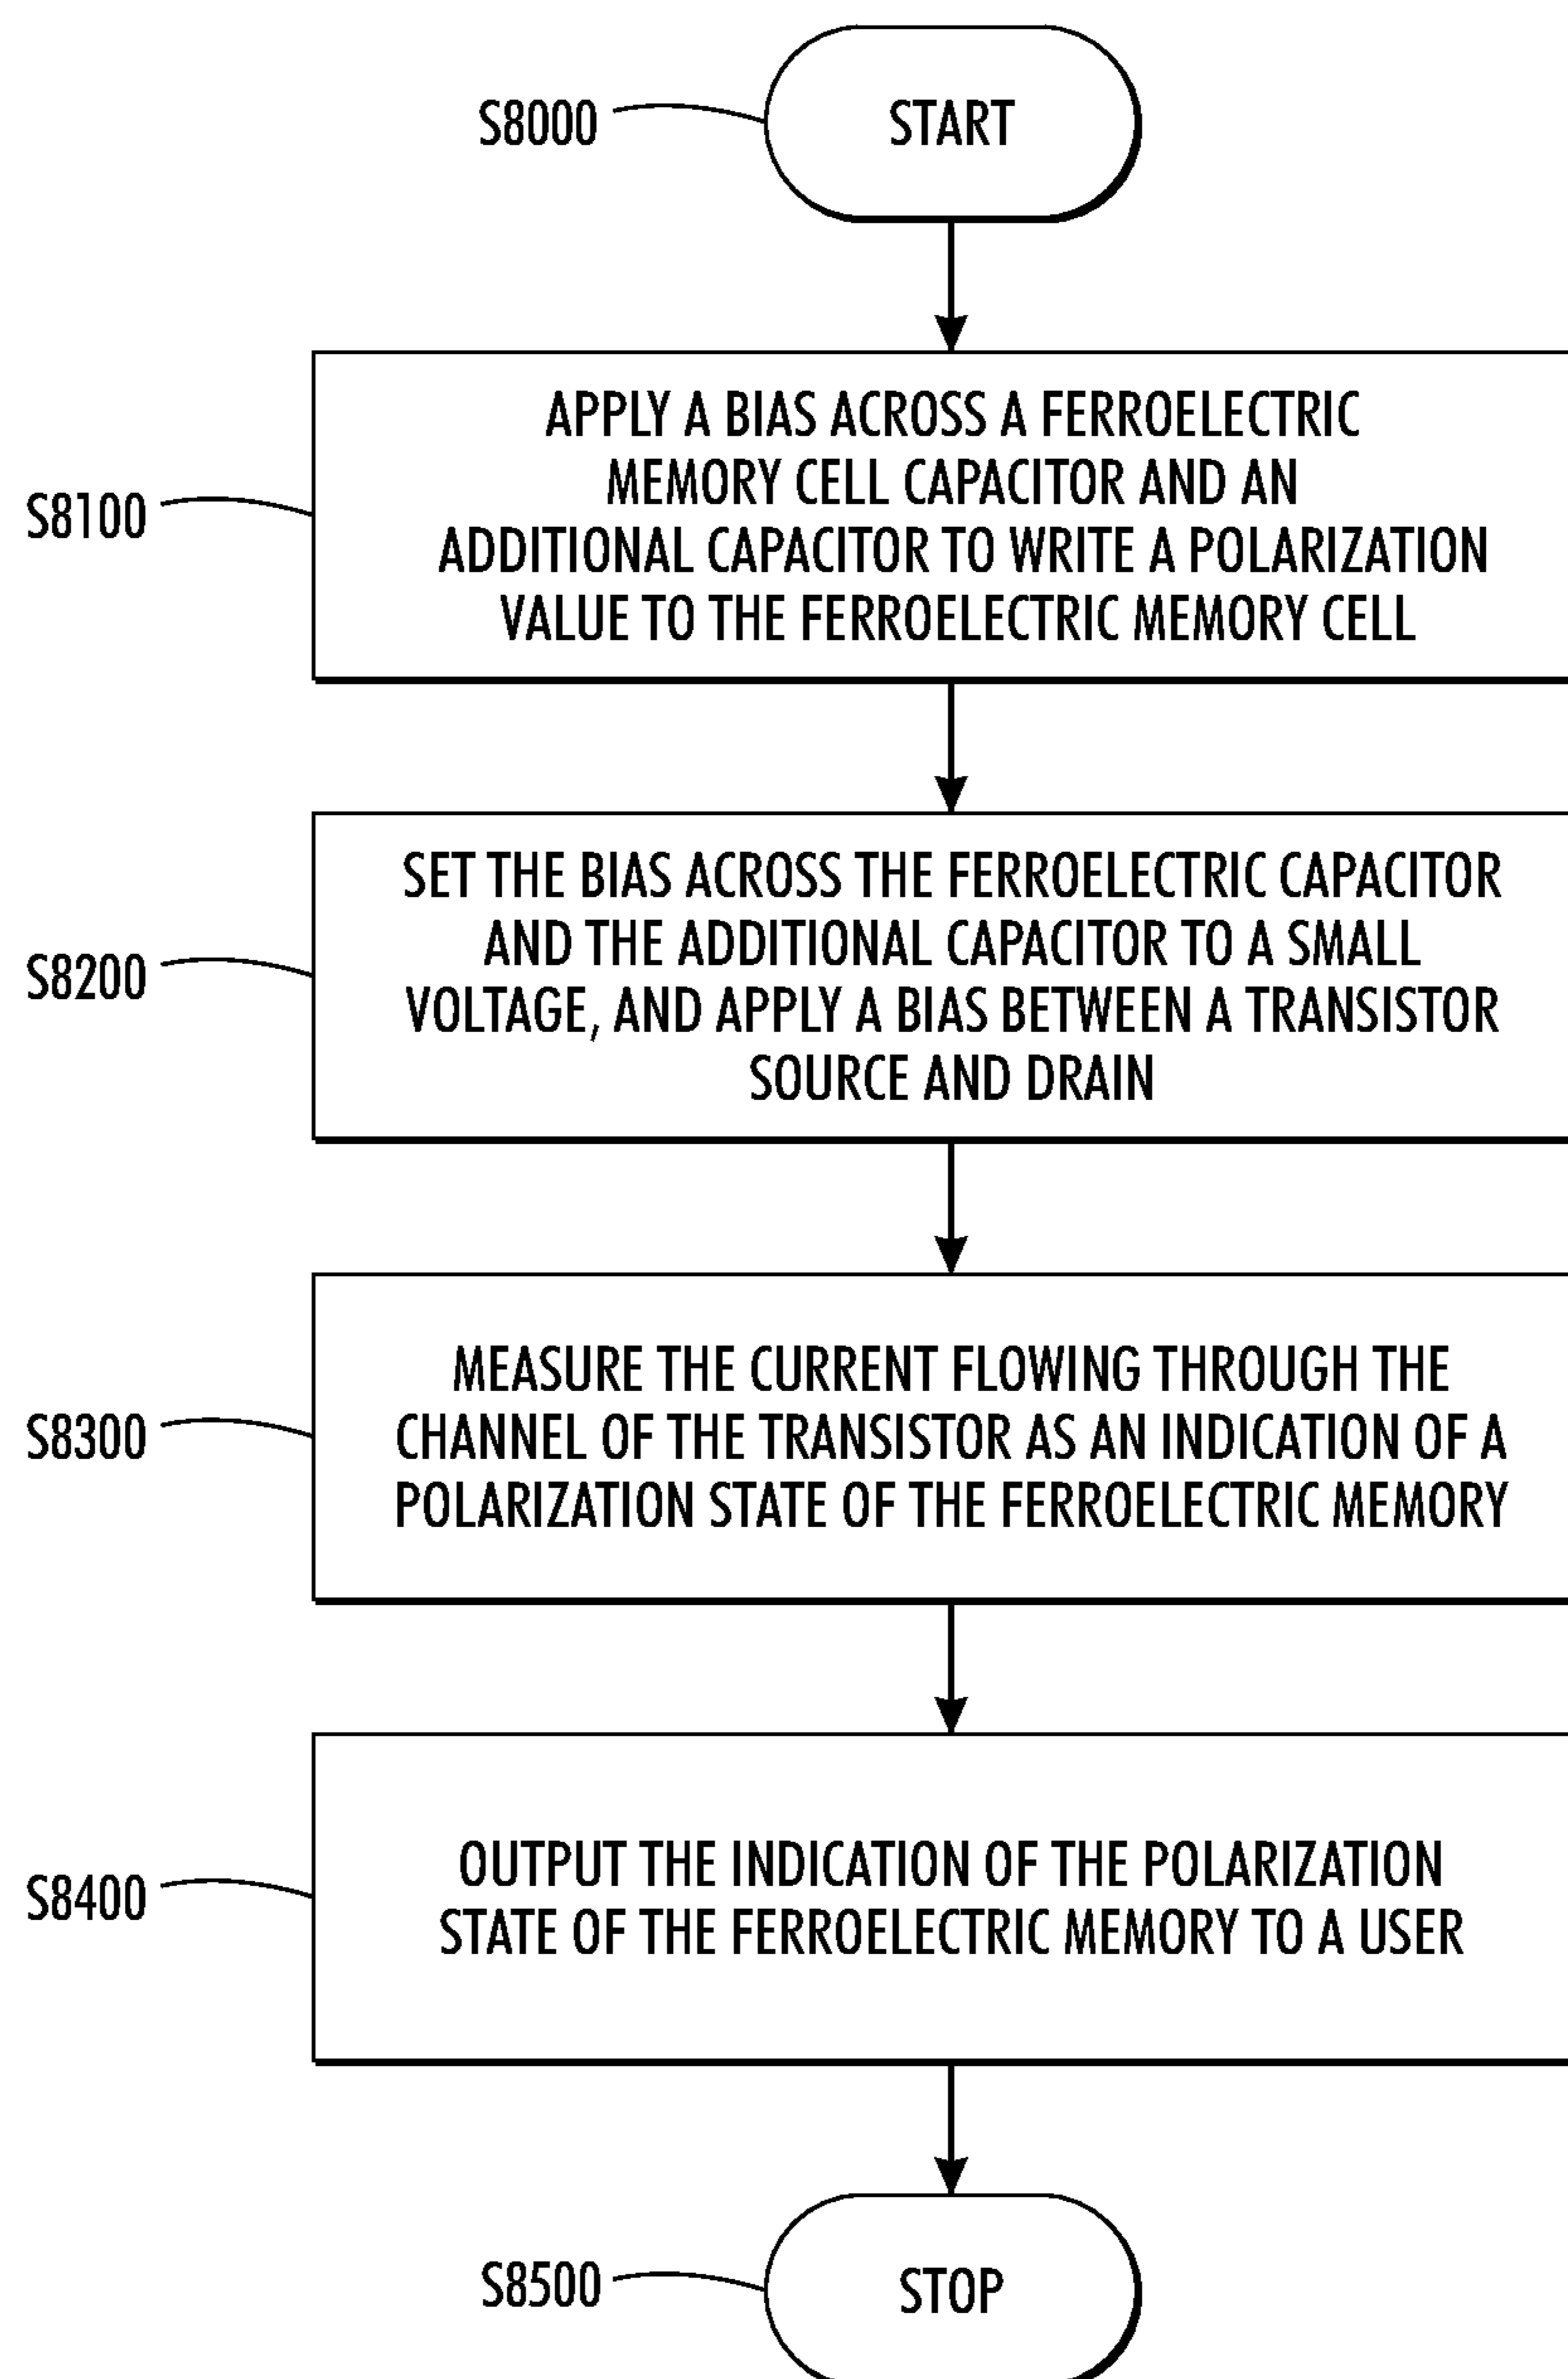 S8000
START
S8100
APPLY A BIAS ACROSS A FERROELECTRIC
MEMORY CELL CAPACITOR AND AN
ADDITIONAL CAPACITOR TO WRITE A POLARIZATION
VALUE TO THE FERROELECTRIC MEMORY CELL
S8200
SET THE BIAS ACROSS THE FERROELECTRIC CAPACITOR
AND THE ADDITIONAL CAPACITOR TO A SMALL
VOLTAGE, AND APPLY A BIAS BETWEEN A TRANSISTOR
SOURCE AND DRAIN
S8300
MEASURE THE CURRENT FLOWING THROUGH THE
CHANNEL OF THE TRANSISTOR AS AN INDICATION OF A
POLARIZATION STATE OF THE FERROELECTRIC MEMORY
S8400
OUTPUT THE INDICATION OF THE POLARIZATION
STATE OF THE FERROELECTRIC MEMORY TO A USER
S8500
STOP